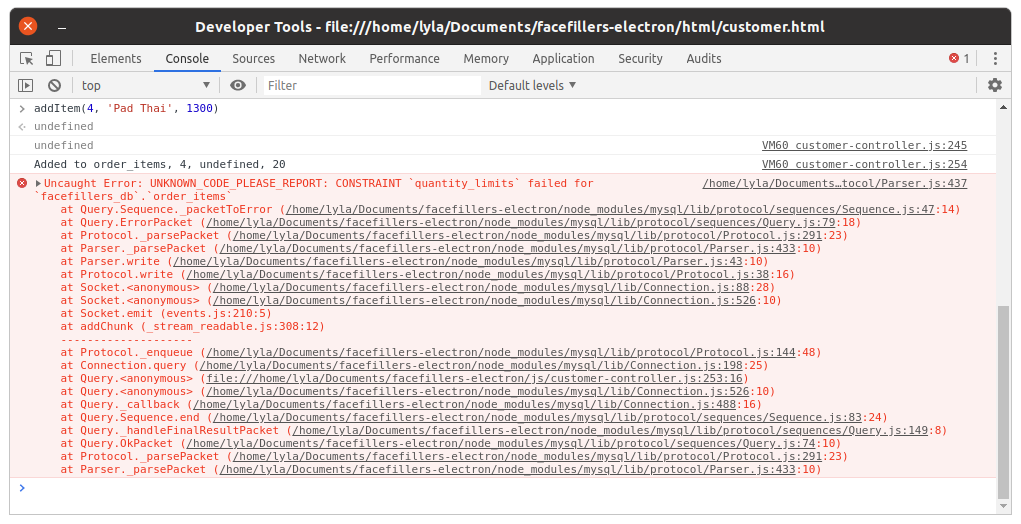 Developer Tools - file:///home/lyla/Documents/facefillers-electron/html/customer.html
Elements Console Sources Network Performance Memory Application Security Audits 1
top Filter Default levels
addItem(4, 'Pad Thai', 1300)
undefined
undefined VM60 customer-controller.js:245
Added to order_items, 4, undefined, 20 VM60 customer-controller.js:254
Uncaught Error: UNKNOWN_CODE_PLEASE_REPORT: CONSTRAINT `quantity_limits` failed for /home/lyla/Documents…tocol/Parser.js:437
`facefillers_db`.`order_items`
at Query.Sequence._packetToError (/home/lyla/Documents/facefillers-electron/node_modules/mysql/lib/protocol/sequences/Sequence.js:47:14)
at Query.ErrorPacket (/home/lyla/Documents/facefillers-electron/node_modules/mysql/lib/protocol/sequences/Query.js:79:18)
at Protocol._parsePacket (/home/lyla/Documents/facefillers-electron/node_modules/mysql/lib/protocol/Protocol.js:291:23)
at Parser._parsePacket (/home/lyla/Documents/facefillers-electron/node_modules/mysql/lib/protocol/Parser.js:433:10)
at Parser.write (/home/lyla/Documents/facefillers-electron/node_modules/mysql/lib/protocol/Parser.js:43:10)
at Protocol.write (/home/lyla/Documents/facefillers-electron/node_modules/mysql/lib/protocol/Protocol.js:38:16)
at Socket.<anonymous> (/home/lyla/Documents/facefillers-electron/node_modules/mysql/lib/Connection.js:88:28)
at Socket.<anonymous> (/home/lyla/Documents/facefillers-electron/node_modules/mysql/lib/Connection.js:526:10)
at Socket.emit (events.js:210:5)
at addChunk (_stream_readable.js:308:12)
--------------------
at Protocol._enqueue (/home/lyla/Documents/facefillers-electron/node_modules/mysql/lib/protocol/Protocol.js:144:48)
at Connection.query (/home/lyla/Documents/facefillers-electron/node_modules/mysql/lib/Connection.js:198:25)
at Query.<anonymous> (file:///home/lyla/Documents/facefillers-electron/js/customer-controller.js:253:16)
at Query.<anonymous> (/home/lyla/Documents/facefillers-electron/node_modules/mysql/lib/Connection.js:526:10)
at Query._callback (/home/lyla/Documents/facefillers-electron/node_modules/mysql/lib/Connection.js:488:16)
at Query.Sequence.end (/home/lyla/Documents/facefillers-electron/node_modules/mysql/lib/protocol/sequences/Sequence.js:83:24)
at Query._handleFinalResultPacket (/home/lyla/Documents/facefillers-electron/node_modules/mysql/lib/protocol/sequences/Query.js:149:8)
at Query.OkPacket (/home/lyla/Documents/facefillers-electron/node_modules/mysql/lib/protocol/sequences/Query.js:74:10)
at Protocol._parsePacket (/home/lyla/Documents/facefillers-electron/node_modules/mysql/lib/protocol/Protocol.js:291:23)
at Parser._parsePacket (/home/lyla/Documents/facefillers-electron/node_modules/mysql/lib/protocol/Parser.js:433:10)